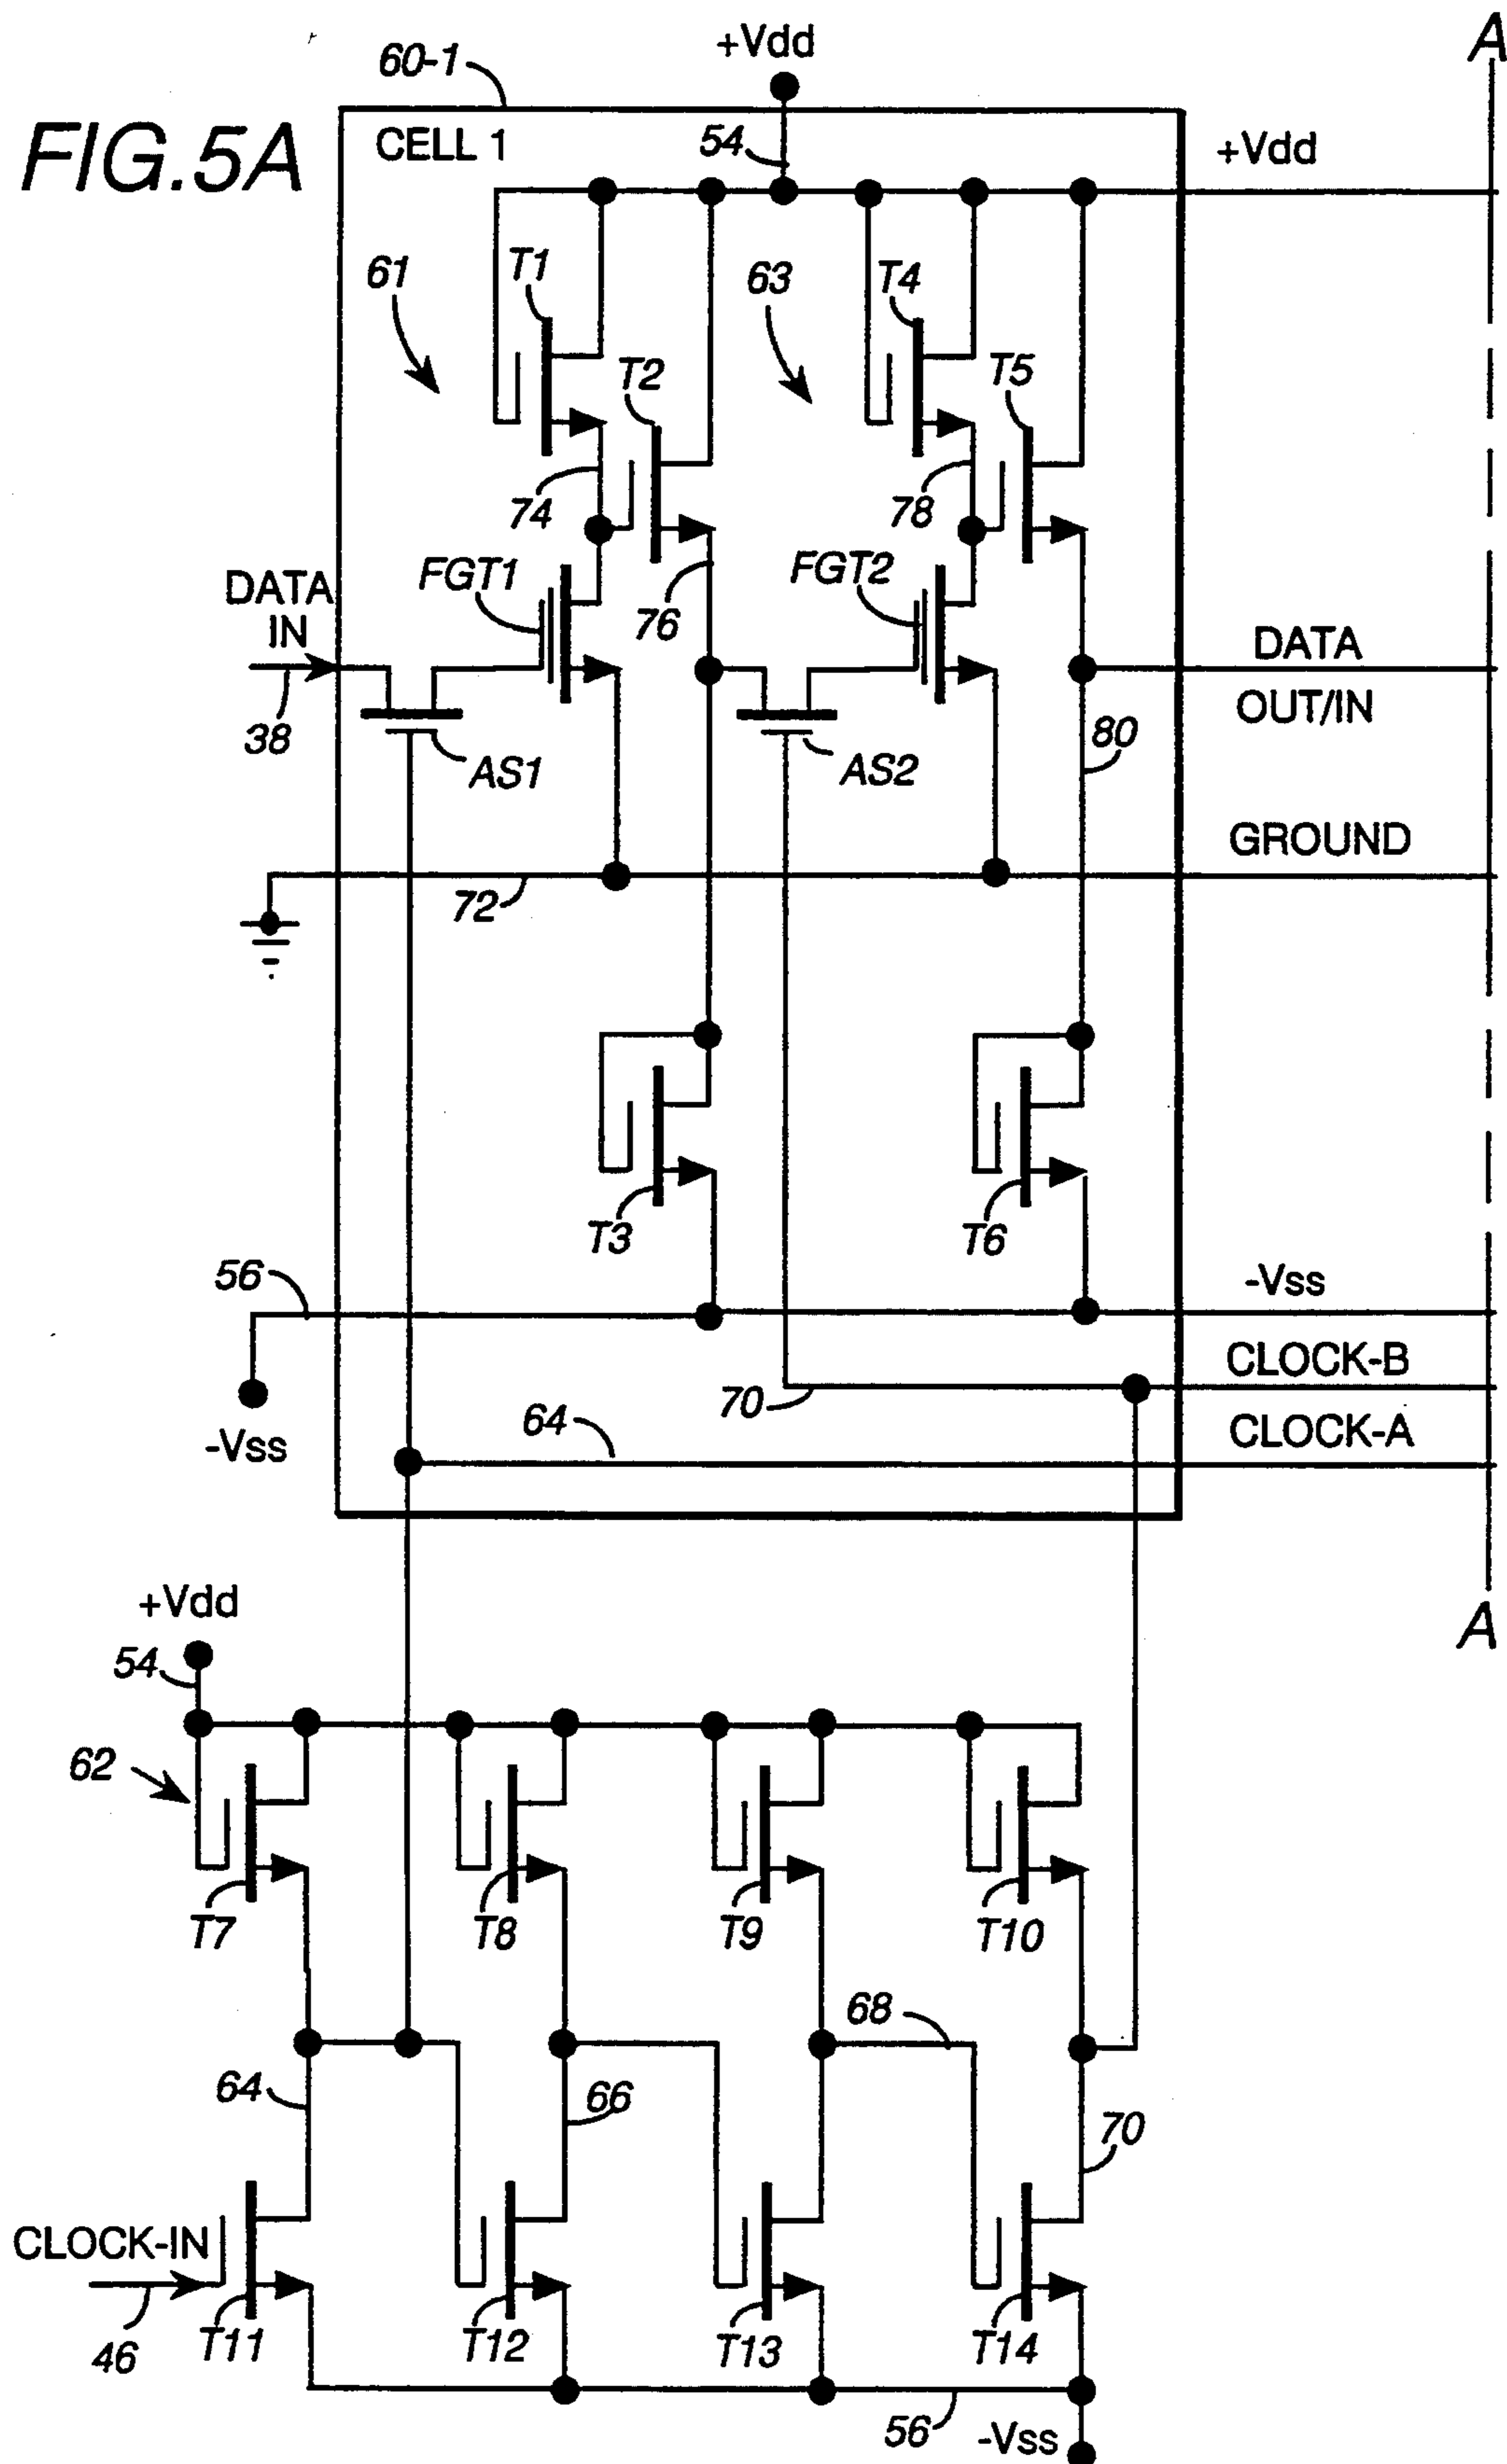 FIG.5A
60-1
+Vdd
A
CELL 1
54
+Vdd
61
T1
63
T4
T2
T5
74
78
FGT1
FGT2
DATA
IN
76
DATA
OUT/IN
38
AS1
AS2
80
GROUND
72
T3
T6
56
-Vss
CLOCK-B
70
-Vss
64
CLOCK-A
+Vdd
54
A
62
T7
T8
T9
T10
68
64
66
70
CLOCK-IN
46
T11
T12
T13
T14
56
-Vss